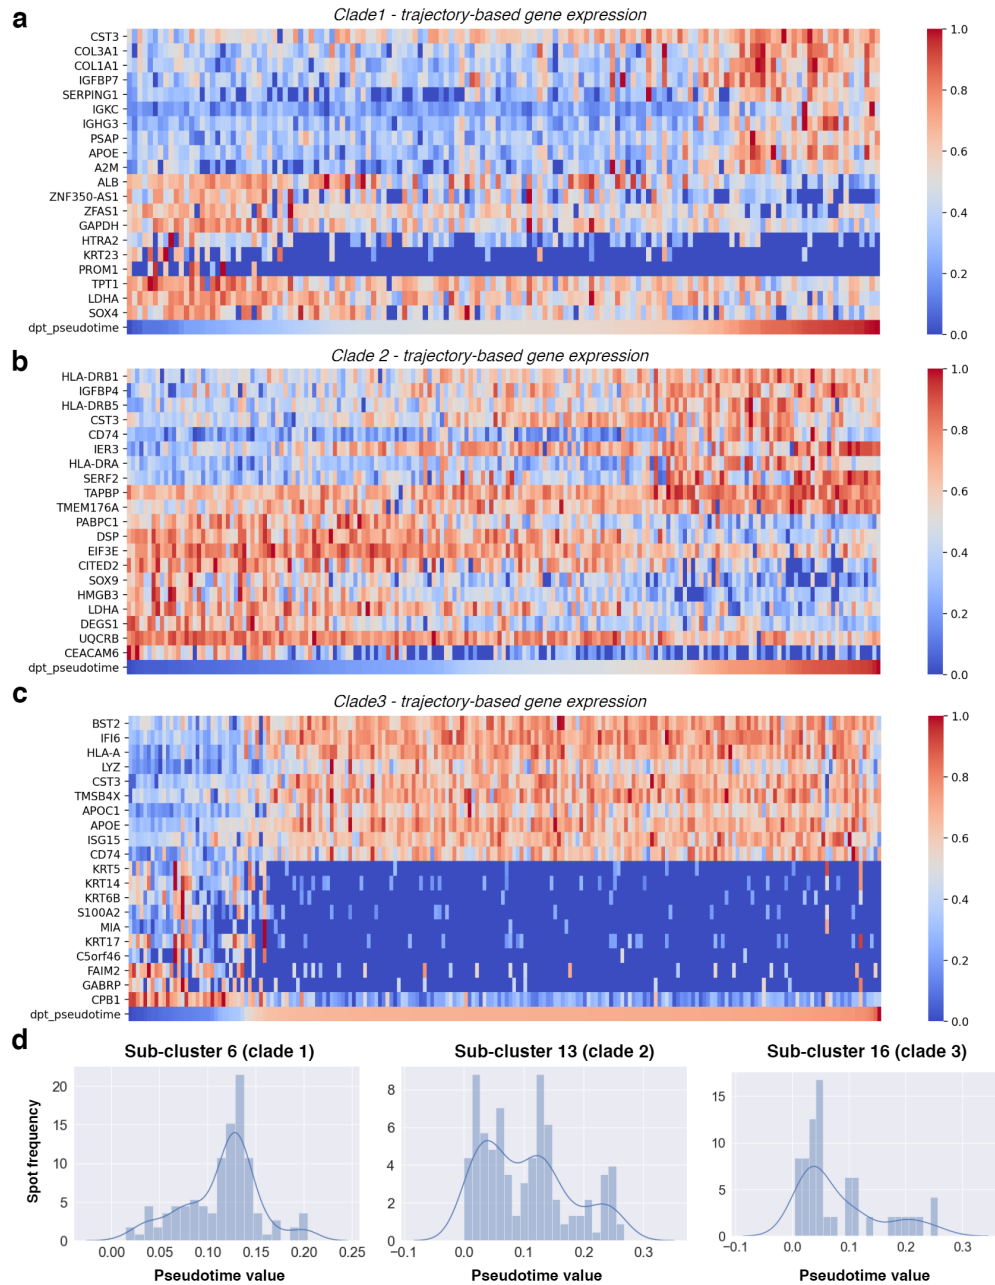 a
Clade1 - trajectory-based gene expression
CST3
COL3A1
COL1A1
IGFBP7
SERPING1
IGKC
IGHG3
PSAP
APOE
A2M
ALB
ZNF350-AS1
ZFAS1
GAPDH
HTRA2
KRT23
PROM1
TPT1
LDHA
SOX4
dpt_pseudotime
1.0
0.8
0.6
0.4
0.2
0.0
b
Clade 2 - trajectory-based gene expression
HLA-DRB1
IGFBP4
HLA-DRB5
CST3
CD74
IER3
HLA-DRA
SERF2
TAPBP
TMEM176A
PABPC1
DSP
EIF3E
CITED2
SOX9
HMGB3
LDHA
DEGS1
UQCRB
CEACAM6
dpt_pseudotime
1.0
0.8
0.6
0.4
0.2
0.0
c
Clade3 - trajectory-based gene expression
BST2
IFI6
HLA-A
LYZ
CST3
TMSB4X
APOC1
APOE
ISG15
CD74
KRT5
KRT14
KRT6B
S100A2
MIA
KRT17
C5orf46
FAIM2
GABRP
CPB1
dpt_pseudotime
1.0
0.8
0.6
0.4
0.2
0.0
d
Sub-cluster 6 (clade 1)
Spot frequency
20
15
10
5
0
0.00 0.05 0.10 0.15 0.20 0.25
Pseudotime value
Sub-cluster 13 (clade 2)
8
6
4
2
0
−0.1 0.0 0.1 0.2 0.3
Pseudotime value
Sub-cluster 16 (clade 3)
15
10
5
0
−0.1 0.0 0.1 0.2 0.3
Pseudotime value